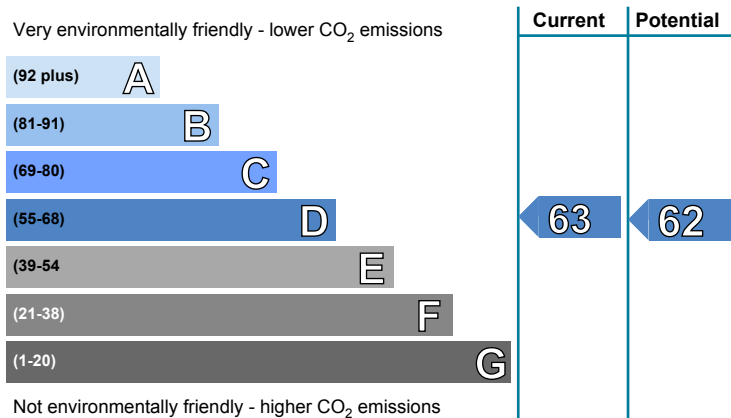 Very environmentally friendly - lower CO₂ emissions
Current
Potential
(92 plus) A
(81-91) B
(69-80) C
(55-68) D
63
62
(39-54 E
(21-38) F
(1-20) G
Not environmentally friendly - higher CO₂ emissions